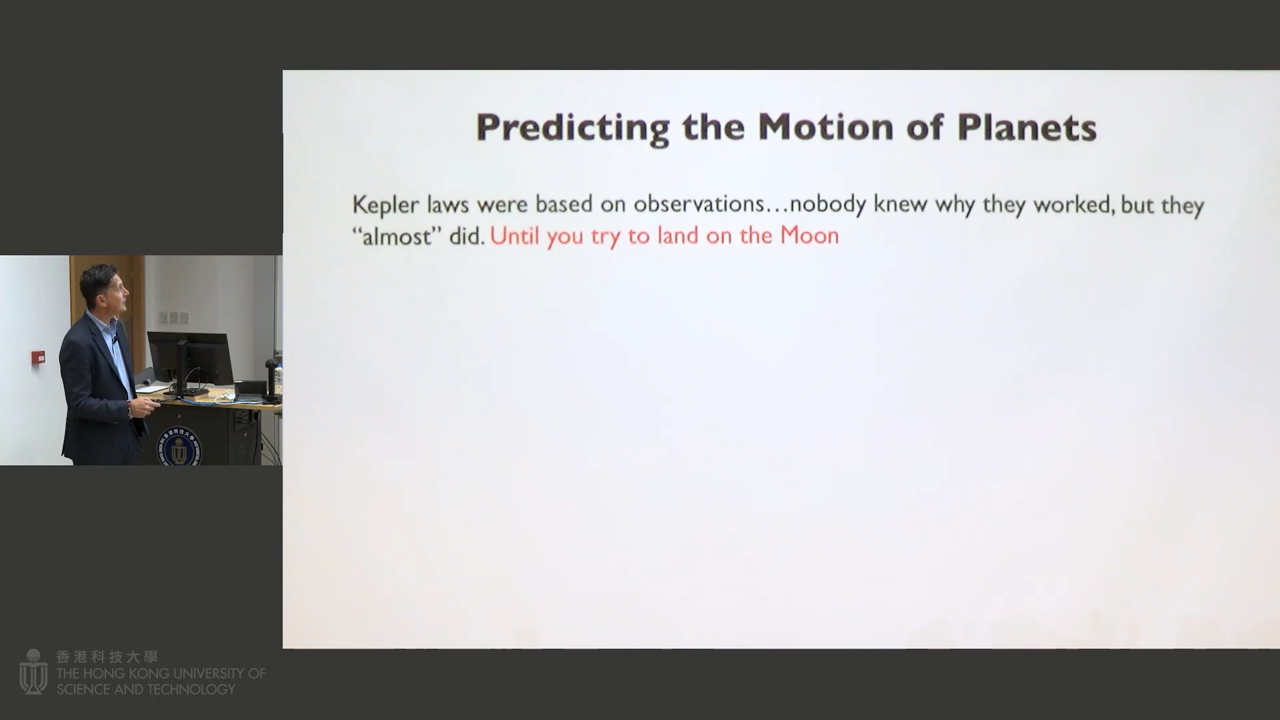 Predicting the Motion of Planets
Kepler laws were based on observations…nobody knew why they worked, but they
“almost” did. Until you try to land on the Moon
香港科技大學
THE HONG KONG UNIVERSITY OF
SCIENCE AND TECHNOLOGY